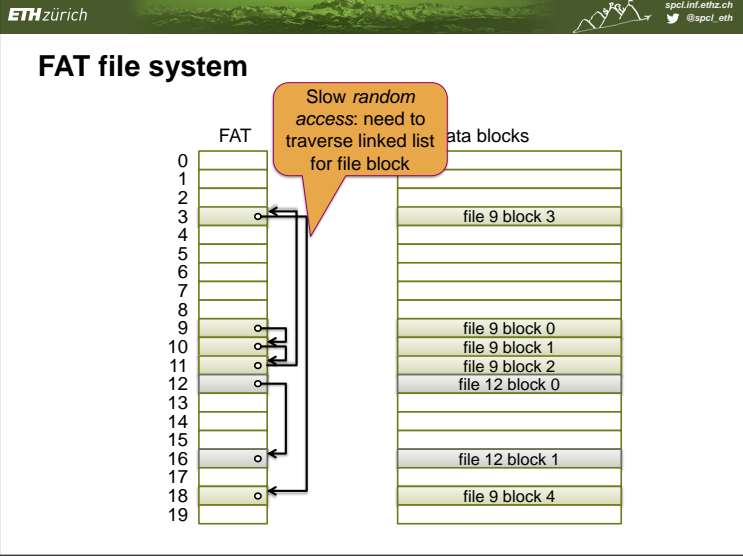 ETH zürich
spcl.inf.ethz.ch
@spcl_eth
FAT file system
Slow random
access: need to
traverse linked list
for file block
FAT
ata blocks
0
1
2
3
file 9 block 3
4
5
6
7
8
9
file 9 block 0
10
file 9 block 1
11
file 9 block 2
12
file 12 block 0
13
14
15
16
file 12 block 1
17
18
file 9 block 4
19